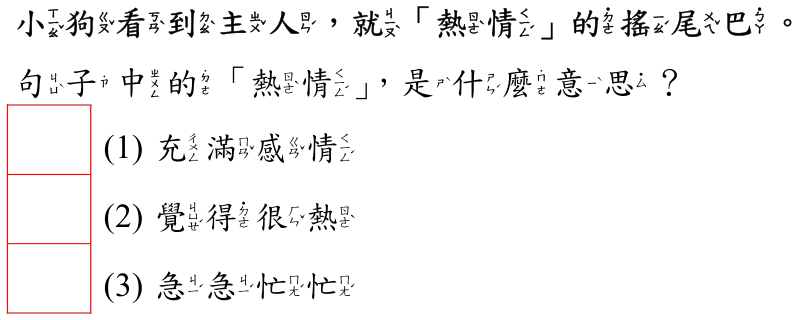 小狗看到主人，就「熱情」的搖尾巴。
句子中的「熱情」，是什麼意思？
(1) 充滿感情
(2) 覺得很熱
(3) 急急忙忙